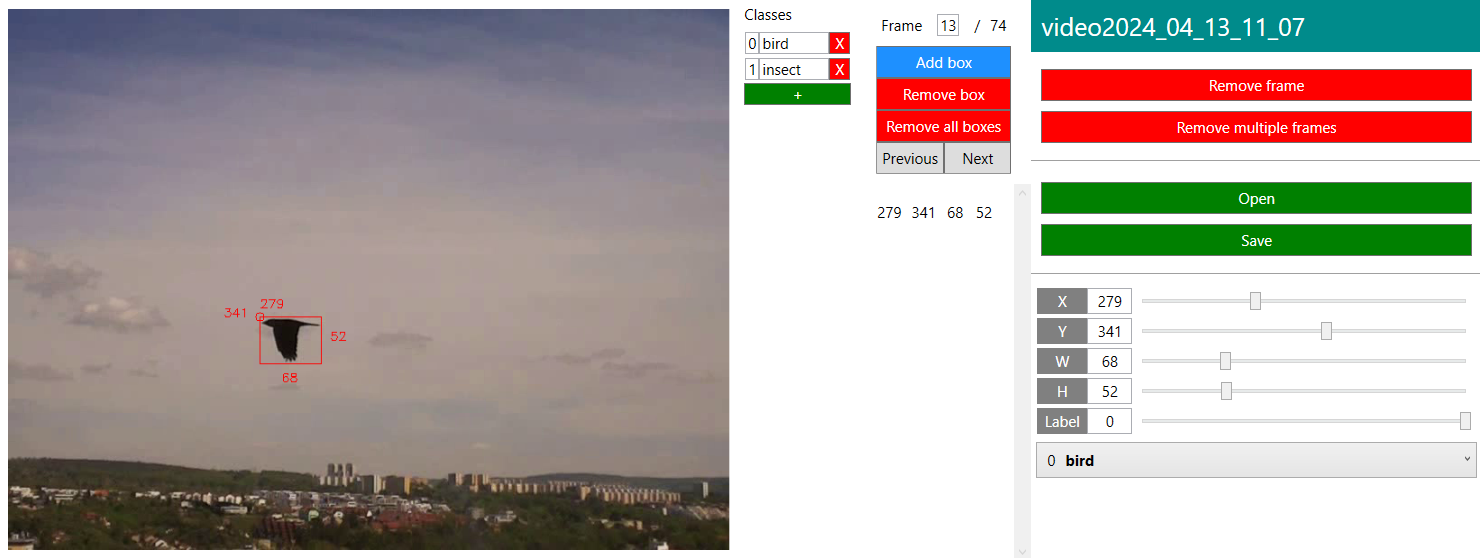 279
341
52
68
Classes
0 bird X
1 insect X
+
Frame 13 / 74
Add box
Remove box
Remove all boxes
Previous Next
279 341 68 52
video2024_04_13_11_07
Remove frame
Remove multiple frames
Open
Save
X 279
Y 341
W 68
H 52
Label 0
0 bird